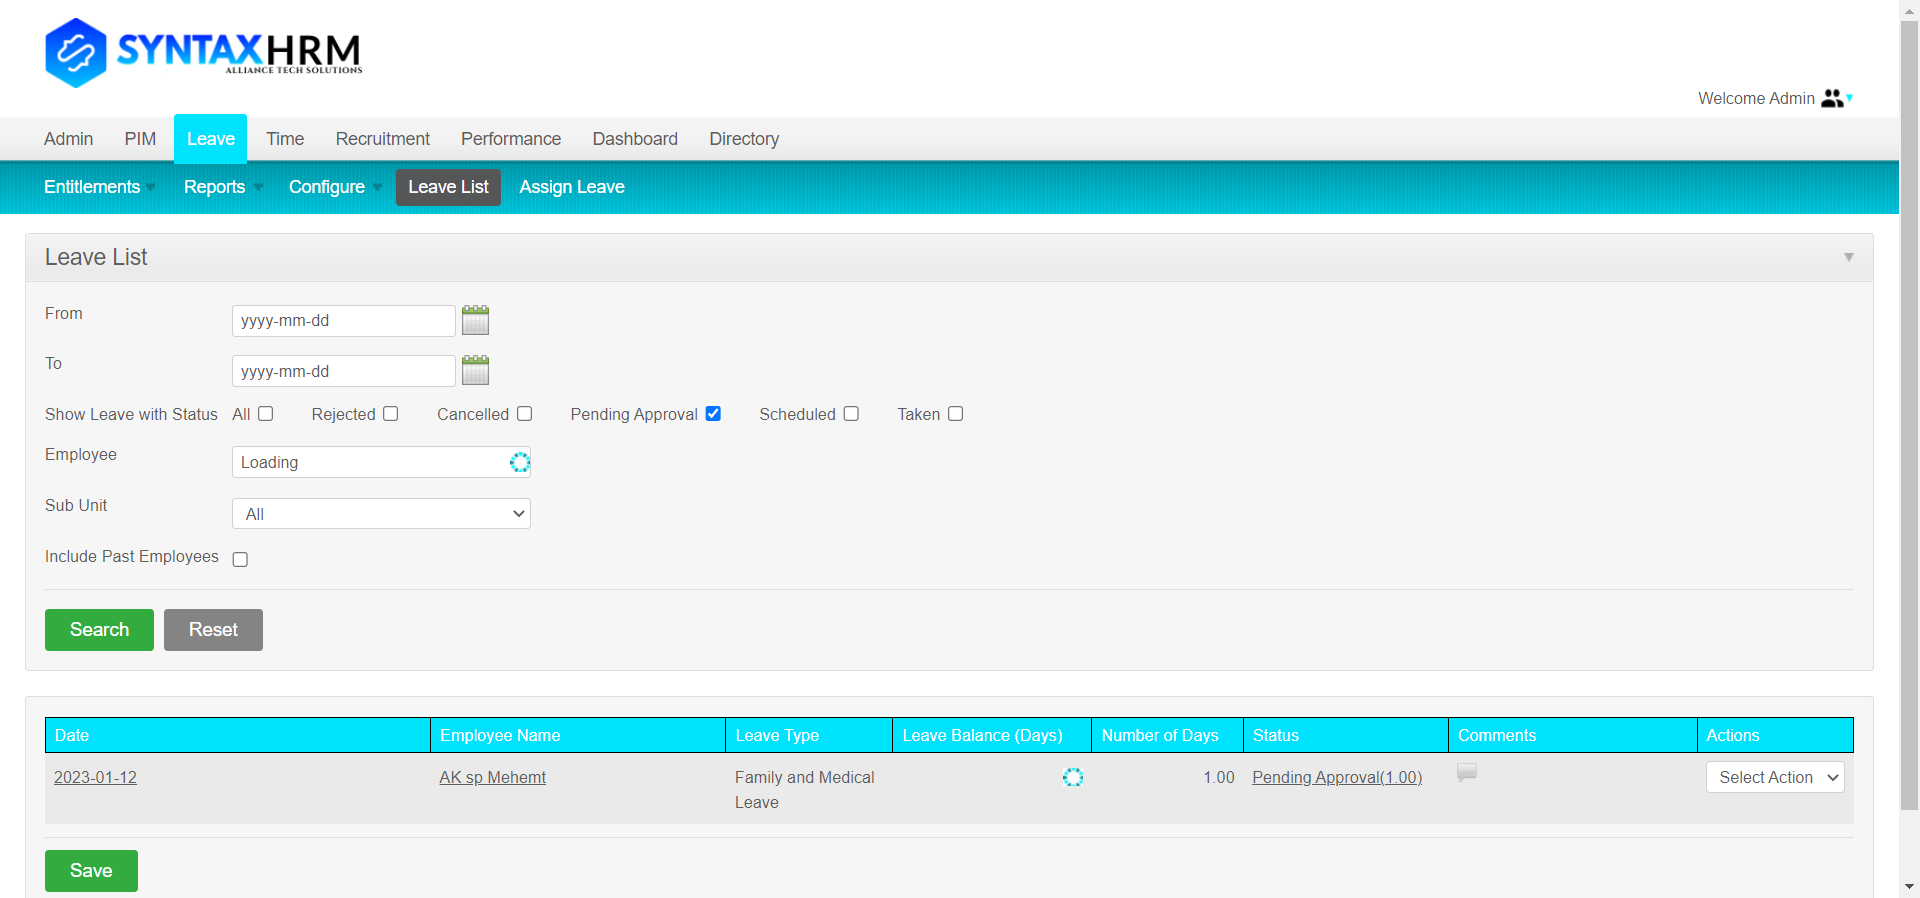 SYNTAXHRM
ALLIANCE TECH SOLUTIONS
Welcome Admin
Admin PIM Leave Time Recruitment Performance Dashboard Directory
Entitlements Reports Configure Leave List Assign Leave
Leave List
From yyyy-mm-dd
To yyyy-mm-dd
Show Leave with Status All Rejected Cancelled Pending Approval Scheduled Taken
Employee Loading
Sub Unit All
Include Past Employees
Search Reset
Date Employee Name Leave Type Leave Balance (Days) Number of Days Status Comments Actions
2023-01-12 AK sp Mehemt Family and Medical 1.00 Pending Approval(1.00) Select Action
Leave
Save